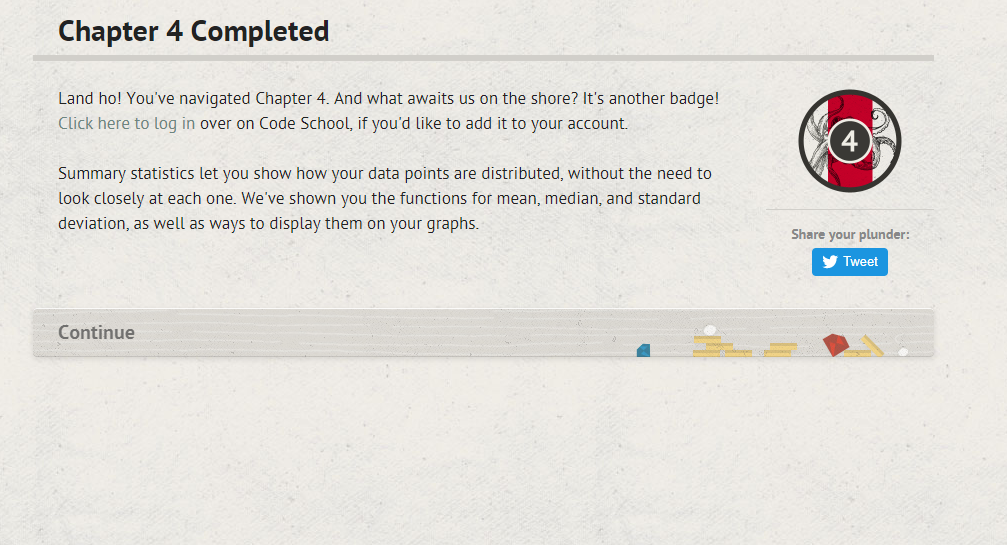 Chapter 4 Completed
Land ho! You've navigated Chapter 4. And what awaits us on the shore? It's another badge!
Click here to log in over on Code School, if you'd like to add it to your account.
4
Summary statistics let you show how your data points are distributed, without the need to
look closely at each one. We've shown you the functions for mean, median, and standard
deviation, as well as ways to display them on your graphs.
Share your plunder:
Tweet
Continue